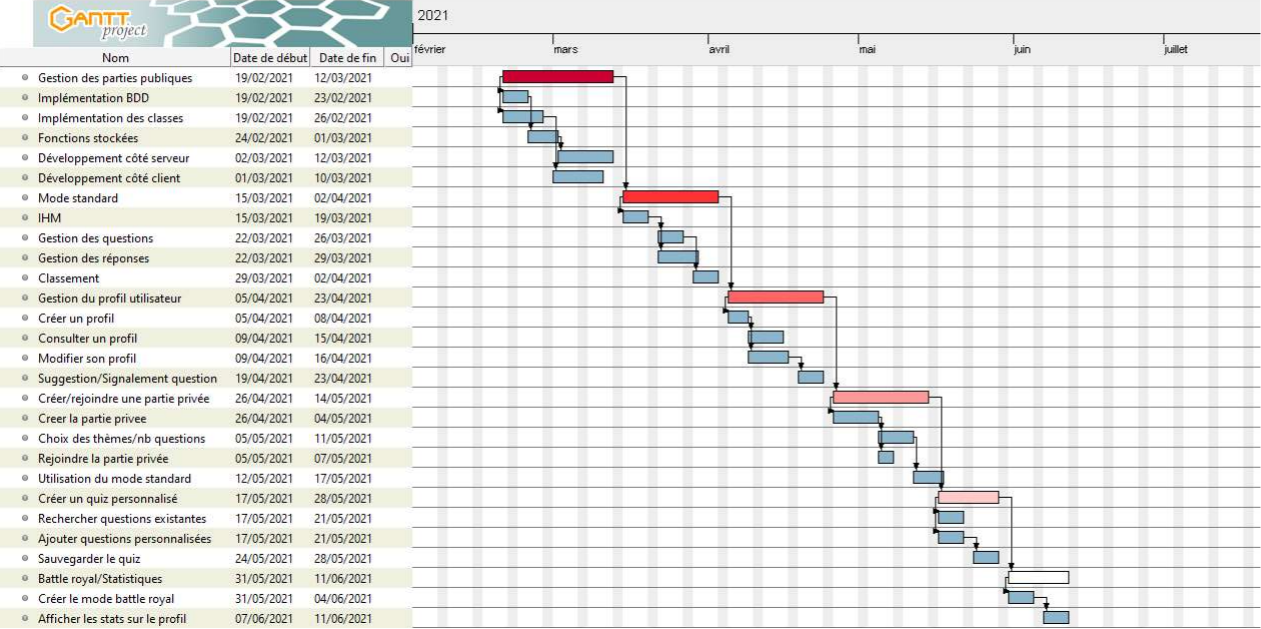 GANTT
project
2021
février mars avril mai juin juillet
Nom Date de début Date de fin Oui
Gestion des parties publiques 19/02/2021 12/03/2021
Implémentation BDD 19/02/2021 23/02/2021
Implémentation des classes 19/02/2021 26/02/2021
Fonctions stockées 24/02/2021 01/03/2021
Développement côté serveur 02/03/2021 12/03/2021
Développement côté client 01/03/2021 10/03/2021
Mode standard 15/03/2021 02/04/2021
IHM 15/03/2021 19/03/2021
Gestion des questions 22/03/2021 26/03/2021
Gestion des réponses 22/03/2021 29/03/2021
Classement 29/03/2021 02/04/2021
Gestion du profil utilisateur 05/04/2021 23/04/2021
Créer un profil 05/04/2021 08/04/2021
Consulter un profil 09/04/2021 15/04/2021
Modifier son profil 09/04/2021 16/04/2021
Suggestion/Signalement question 19/04/2021 23/04/2021
Créer/rejoindre une partie privée 26/04/2021 14/05/2021
Creer la partie privee 26/04/2021 04/05/2021
Choix des thèmes/nb questions 05/05/2021 11/05/2021
Rejoindre la partie privée 05/05/2021 07/05/2021
Utilisation du mode standard 12/05/2021 17/05/2021
Créer un quiz personnalisé 17/05/2021 28/05/2021
Rechercher questions existantes 17/05/2021 21/05/2021
Ajouter questions personnalisées 17/05/2021 21/05/2021
Sauvegarder le quiz 24/05/2021 28/05/2021
Battle royal/Statistiques 31/05/2021 11/06/2021
Créer le mode battle royal 31/05/2021 04/06/2021
Afficher les stats sur le profil 07/06/2021 11/06/2021